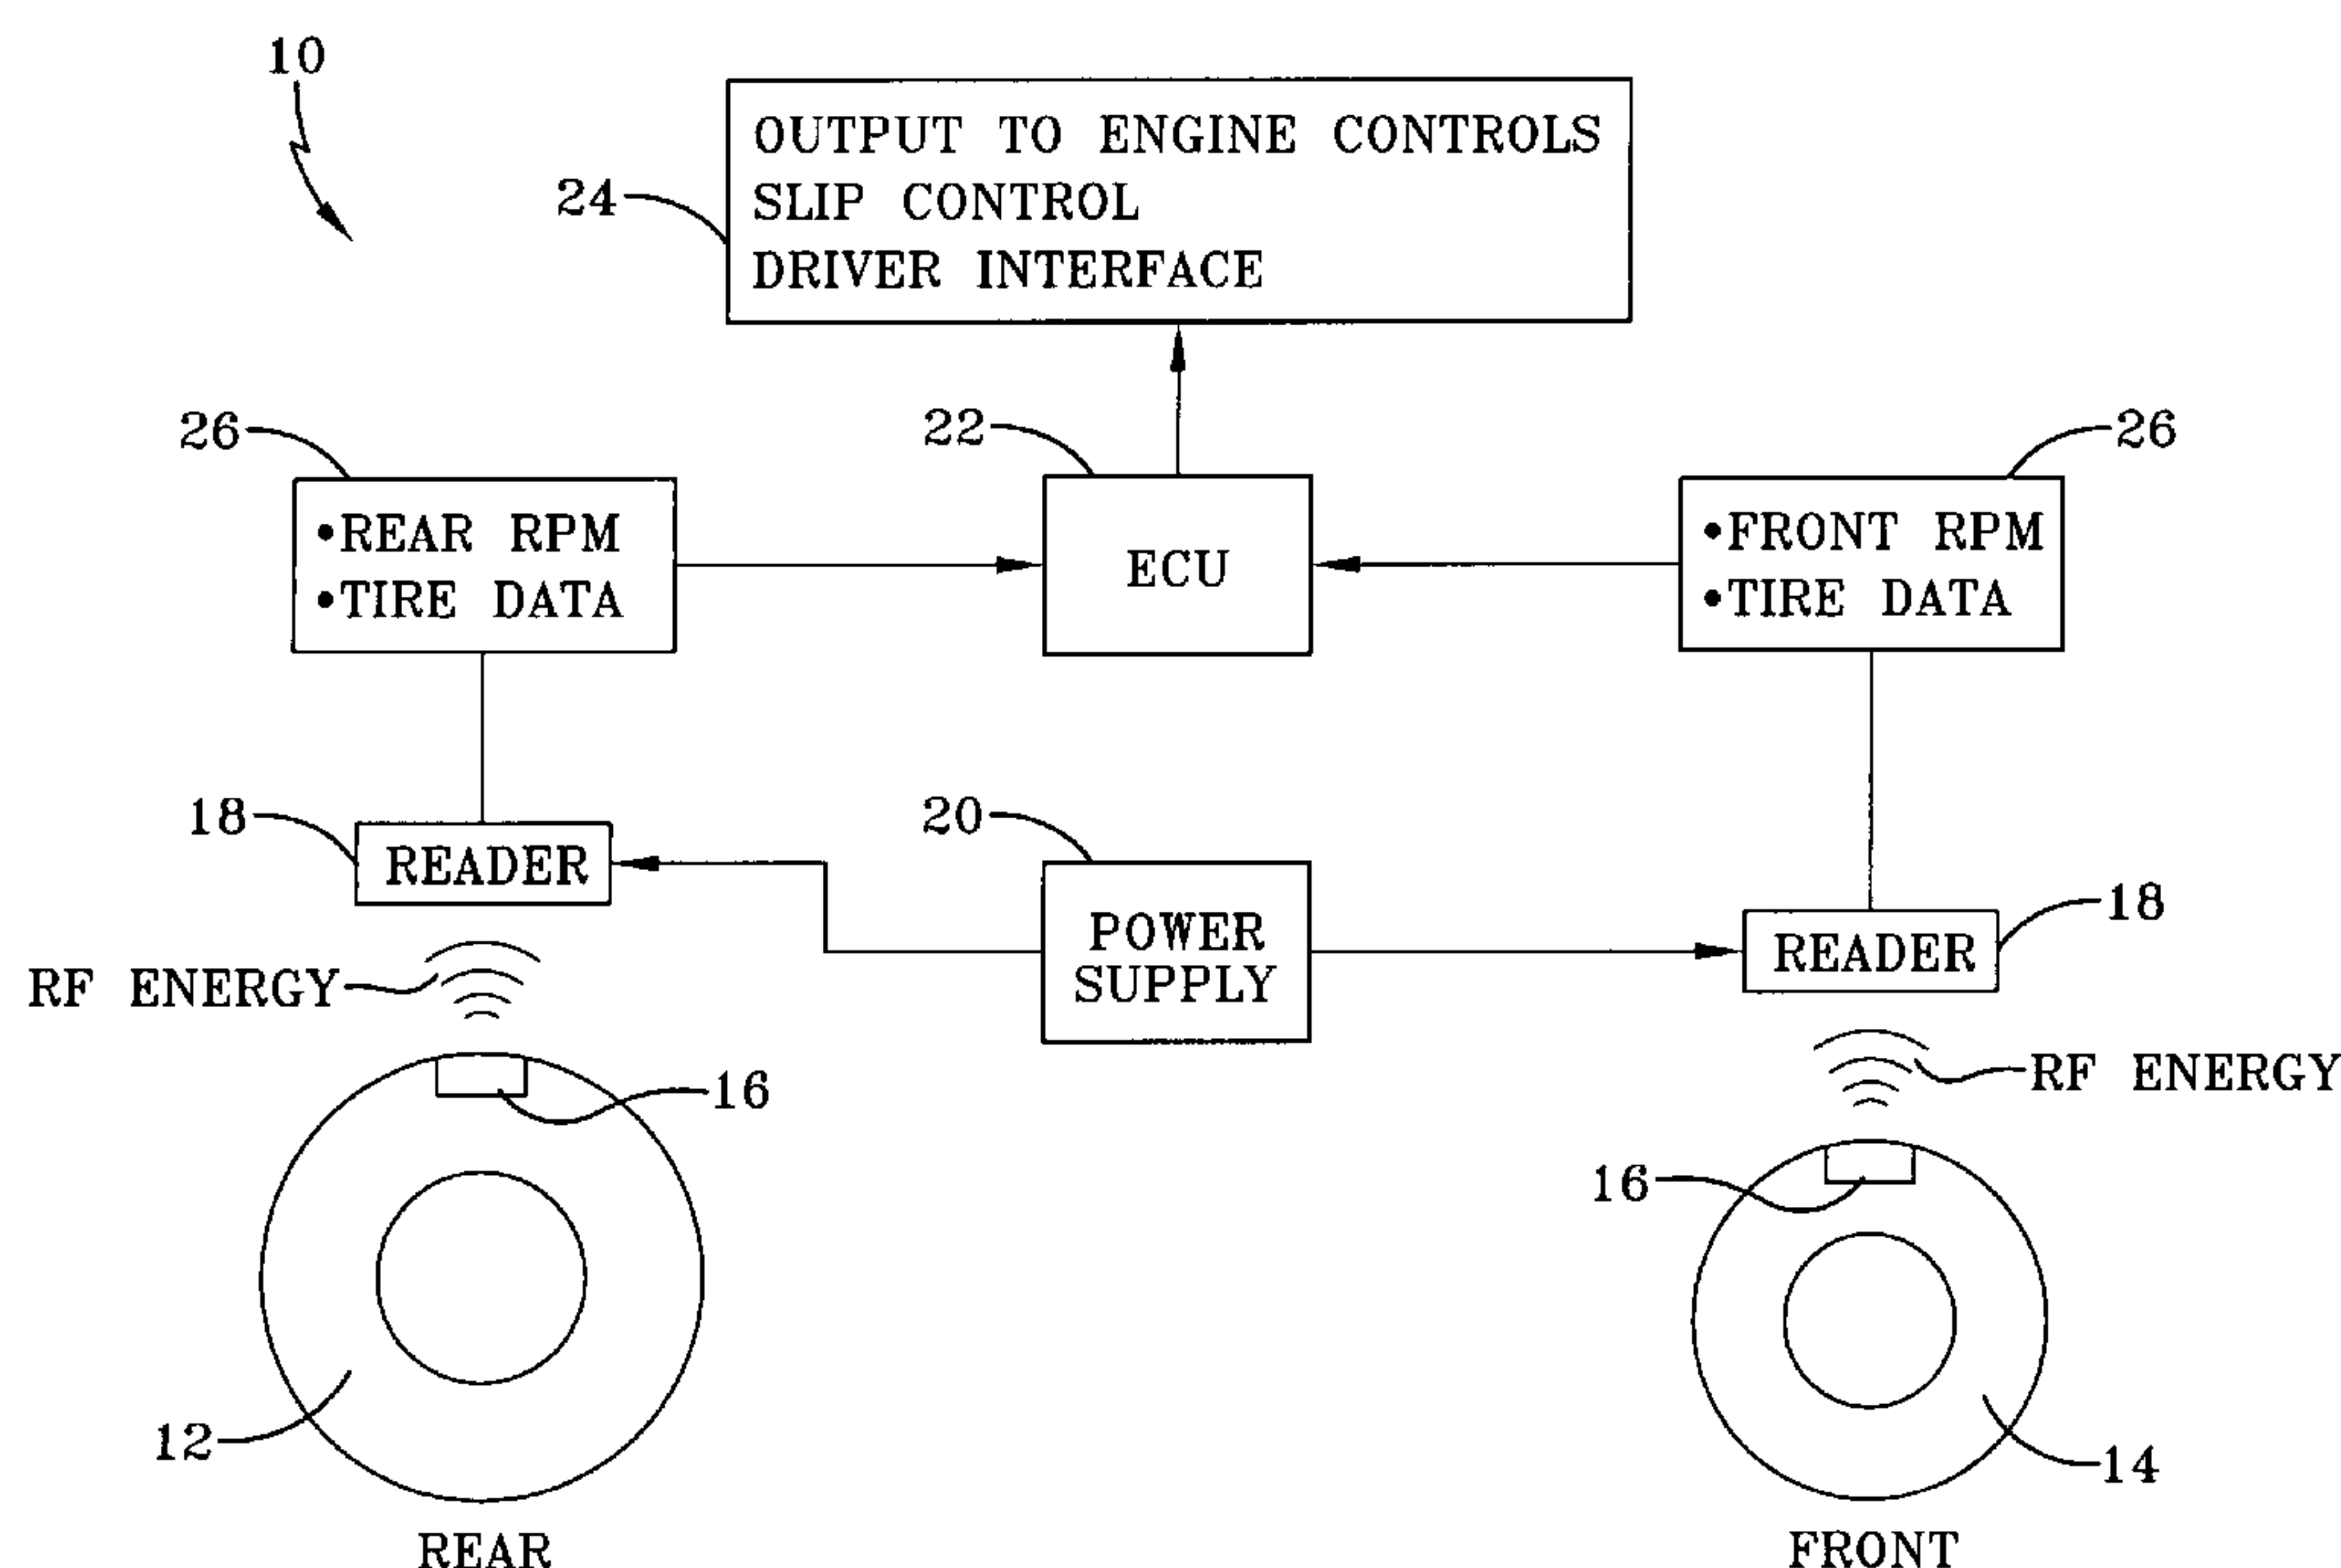 10
OUTPUT TO ENGINE CONTROLS
24
SLIP CONTROL
DRIVER INTERFACE
26
22
26
•REAR RPM
•TIRE DATA
ECU
•FRONT RPM
•TIRE DATA
18
READER
20
POWER
SUPPLY
18
READER
RF ENERGY
RF ENERGY
16
16
12
14
REAR
FRONT